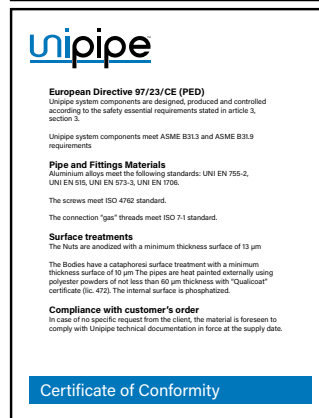 unipipe
European Directive 97/23/CE (PED)
Unipipe system components are designed, produced and controlled
according to the safety essential requirements stated in article 3,
section 3.
Unipipe system components meet ASME B31.3 and ASME B31.9
requirements
Pipe and Fittings Materials
Aluminium alloys meet the following standards: UNI EN 755-2,
UNI EN 515, UNI EN 573-3, UNI EN 1706.
The screws meet ISO 4762 standard.
The connection "gas" threads meet ISO 7-1 standard.
Surface treatments
The Nuts are anodized with a minimum thickness surface of 13 µm
The Bodies have a cataphoresi surface treatment with a minimum
thickness surface of 10 µm The pipes are heat painted externally using
polyester powders of not less than 60 µm thickness with "Qualicoat"
certificate (lic. 472). The internal surface is phosphatized.
Compliance with customer's order
In case of no specific request from the client, the material is foreseen to
comply with Unipipe technical documentation in force at the supply date.
Certificate of Conformity